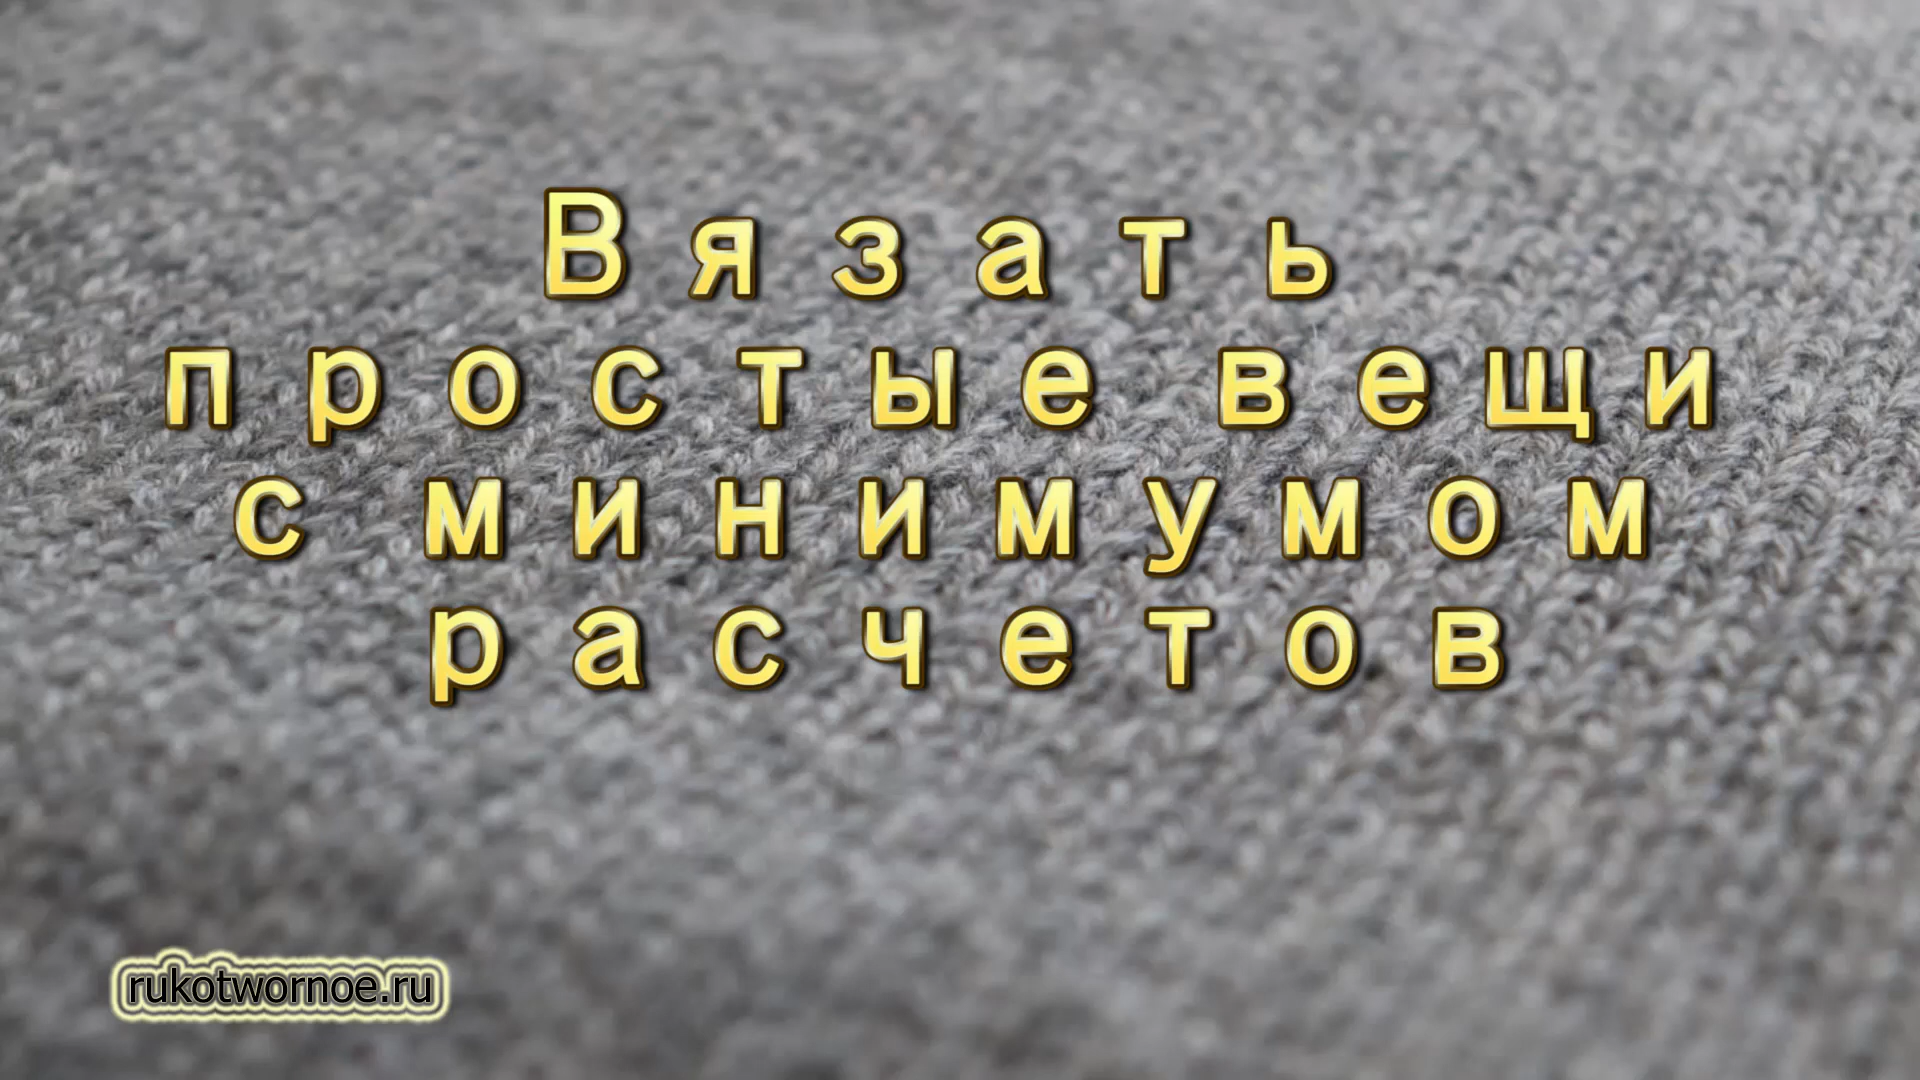 Вязать
простые вещи
с минимумом
расчетов
rukotwornoe.ru